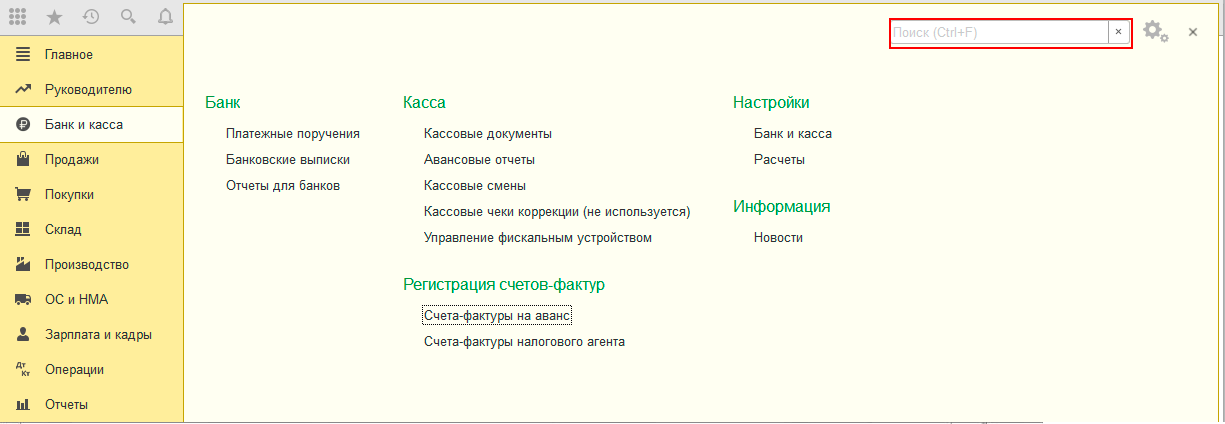 Поиск (Ctrl+F)
Главное
Руководителю
Банк и касса
Продажи
Покупки
Склад
Производство
ОС и НМА
Зарплата и кадры
Дт
Кт
Операции
Отчеты
Банк
Платежные поручения
Банковские выписки
Отчеты для банков
Касса
Кассовые документы
Авансовые отчеты
Кассовые смены
Кассовые чеки коррекции (не используется)
Управление фискальным устройством
Регистрация счетов-фактур
Счета-фактуры на аванс
Счета-фактуры налогового агента
Настройки
Банк и касса
Расчеты
Информация
Новости